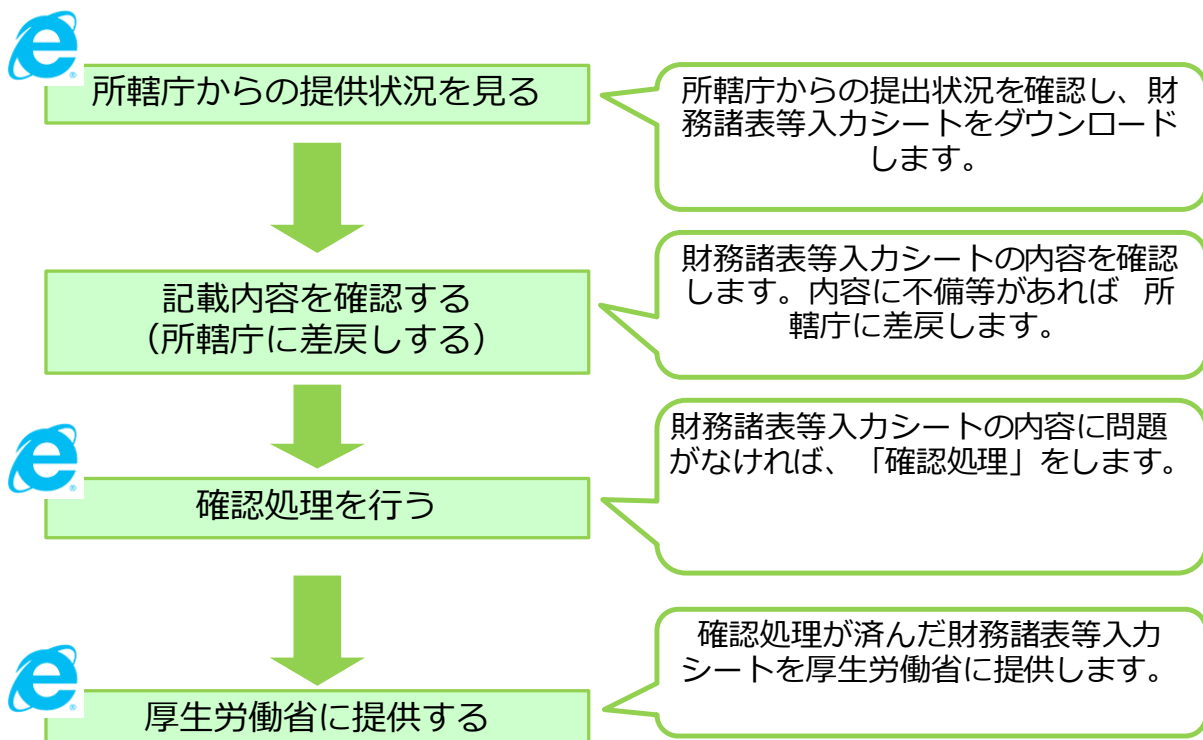 所轄庁からの提供状況を見る
所轄庁からの提出状況を確認し、財
務諸表等入力シートをダウンロード
します。
記載内容を確認する
（所轄庁に差戻しする）
財務諸表等入力シートの内容を確認
します。内容に不備等があれば　所
轄庁に差戻します。
確認処理を行う
財務諸表等入力シートの内容に問題
がなければ、「確認処理」をします。
厚生労働省に提供する
確認処理が済んだ財務諸表等入力
シートを厚生労働省に提供します。